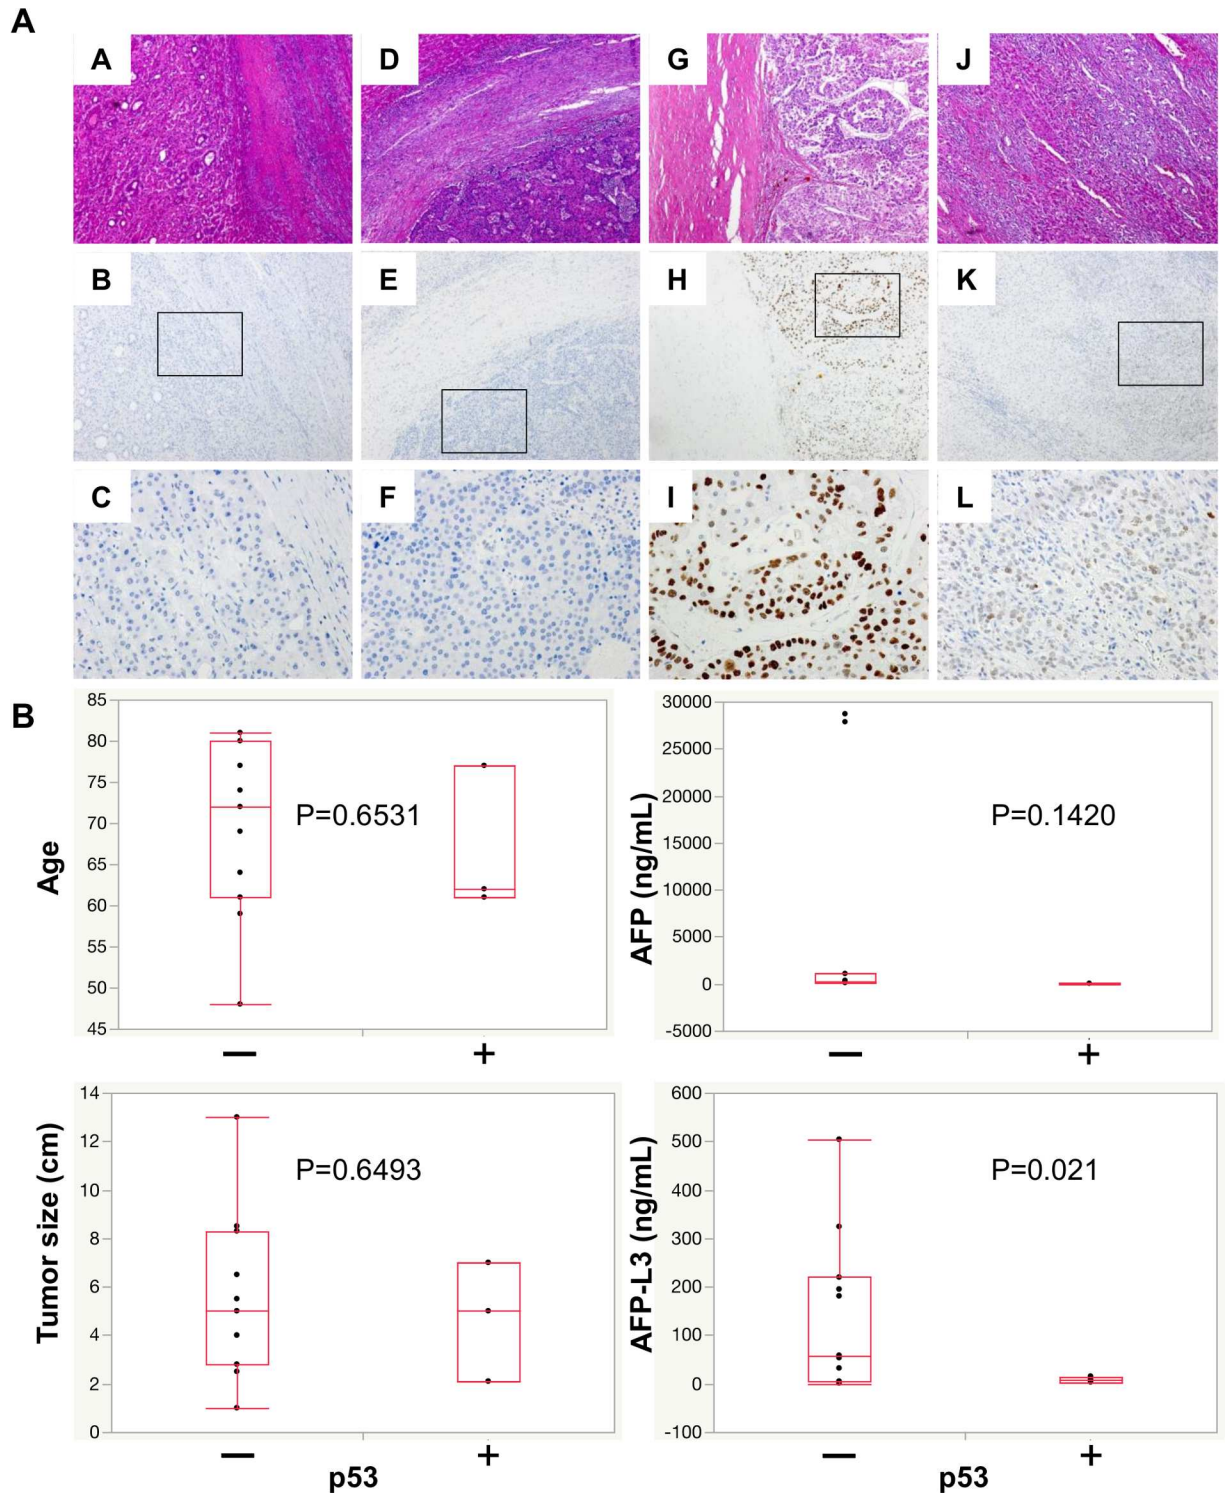 A
A D G J
B E H K
C F I L
B
85
80
75
70
65
60
55
50
45
Age
P=0.6531
— +
30000
25000
20000
15000
10000
5000
0
-5000
AFP (ng/mL)
P=0.1420
— +
14
12
10
8
6
4
2
0
Tumor size (cm)
P=0.6493
— +
p53
600
500
400
300
200
100
0
-100
AFP-L3 (ng/mL)
P=0.021
— +
p53